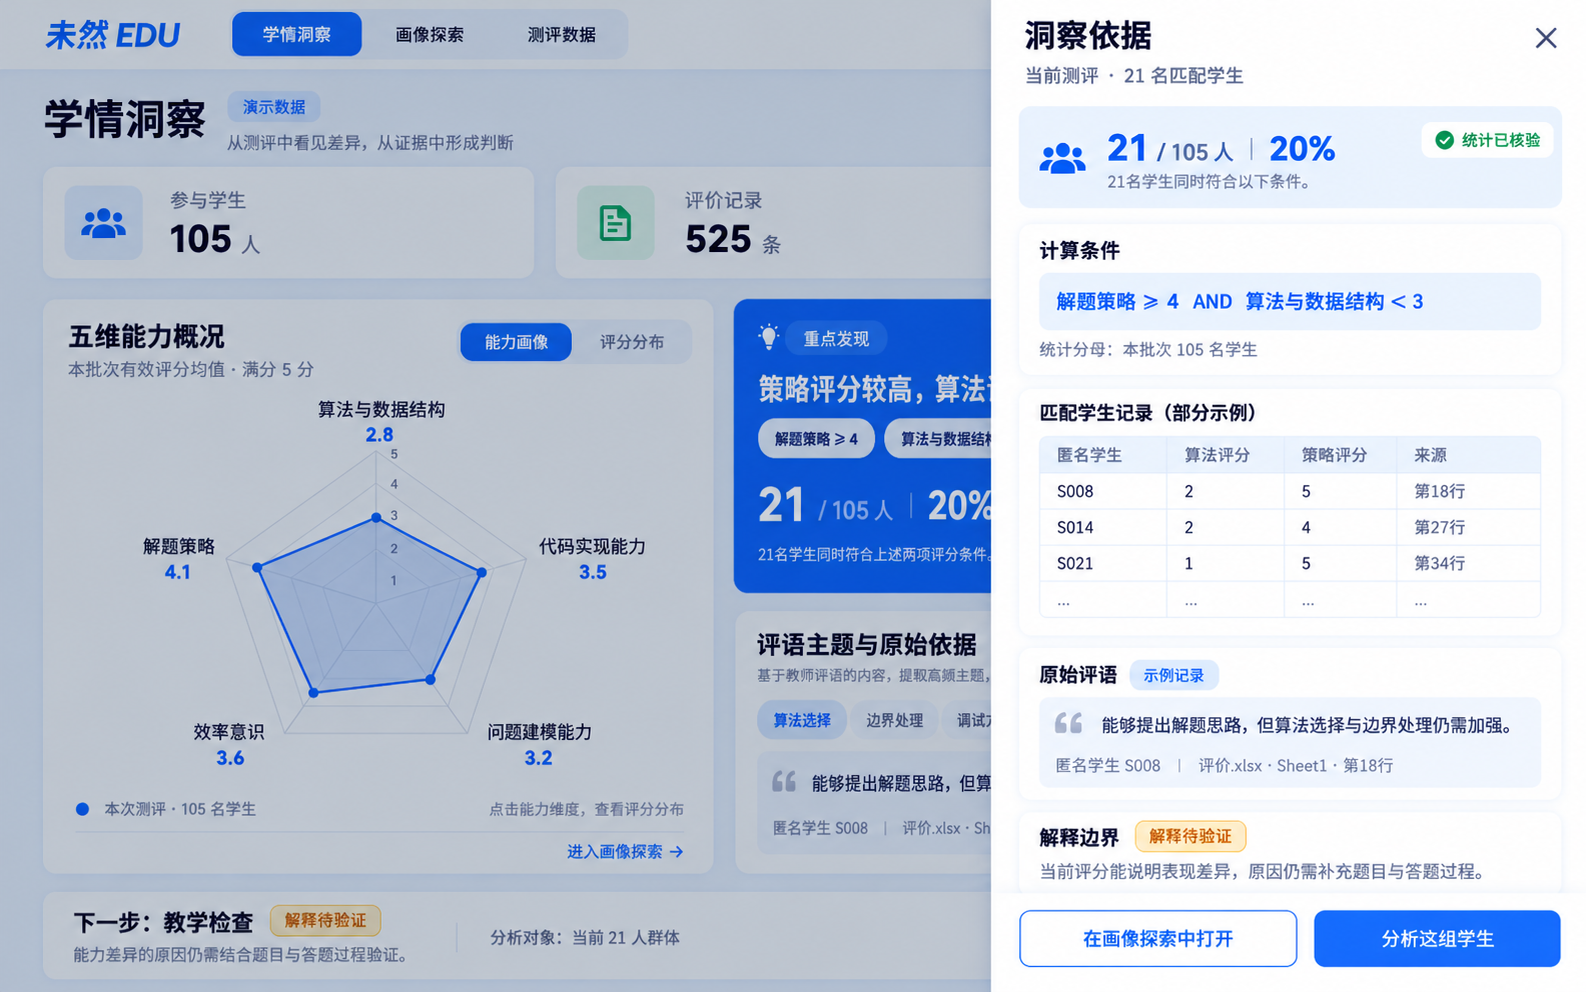 未然 EDU
学情洞察
画像探索
测评数据
学情洞察
演示数据
从测评中看见差异，从证据中形成判断
参与学生
105 人
评价记录
525 条
五维能力概况
本批次有效评分均值 · 满分 5 分
能力画像
评分分布
算法与数据结构
2.8
5
4
3
2
1
解题策略
4.1
代码实现能力
3.5
效率意识
3.6
问题建模能力
3.2
本次测评 · 105 名学生
点击能力维度，查看评分分布
进入画像探索 →
重点发现
策略评分较高，算法
解题策略 ≥ 4
算法与数据结
21 / 105 人 | 20%
21名学生同时符合上述两项评分条件。
评语主题与原始依据
基于教师评语的内容，提取高频主题，
算法选择
边界处理
调试
能够提出解题思路，但算
匿名学生 S008 | 评价.xlsx · Sh
下一步：教学检查
解释待验证
能力差异的原因仍需结合题目与答题过程验证。
分析对象：当前 21 人群体
洞察依据
当前测评 · 21 名匹配学生
21 / 105 人 | 20%
统计已核验
21名学生同时符合以下条件。
计算条件
解题策略 ≥ 4 AND 算法与数据结构 < 3
统计分母：本批次 105 名学生
匹配学生记录（部分示例）
匿名学生 算法评分 策略评分 来源
S008 2 5 第18行
S014 2 4 第27行
S021 1 5 第34行
... ... ... ...
原始评语
示例记录
能够提出解题思路，但算法选择与边界处理仍需加强。
匿名学生 S008 | 评价.xlsx · Sheet1 · 第18行
解释边界
解释待验证
当前评分能说明表现差异，原因仍需补充题目与答题过程。
在画像探索中打开
分析这组学生